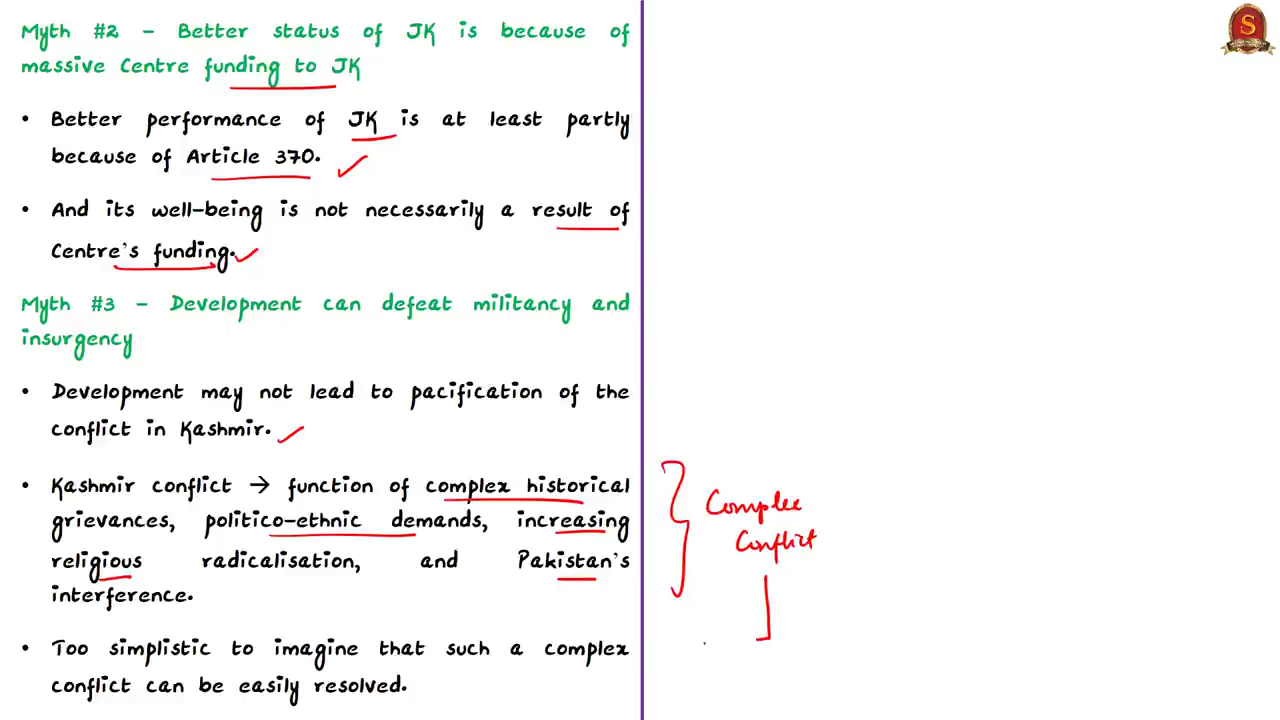 Myth #2 – Better status of JK is because of
massive Centre funding to JK
• Better performance of JK is at least partly
because of Article 370.
• And its well-being is not necessarily a result of
Centre's funding.
Myth #3 – Development can defeat militancy and
insurgency
• Development may not lead to pacification of the
conflict in Kashmir.
• Kashmir conflict → function of complex historical
grievances, politico-ethnic demands, increasing
religious radicalisation, and Pakistan's
interference.
• Too simplistic to imagine that such a complex
conflict can be easily resolved.
Complex
Conflict
S